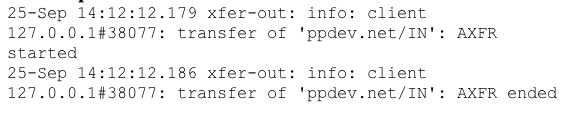 25-Sep 14:12:12.179 xfer-out: info: client
127.0.0.1#38077: transfer of 'ppdev.net/IN': AXFR
started
25-Sep 14:12:12.186 xfer-out: info: client
127.0.0.1#38077: transfer of 'ppdev.net/IN': AXFR ended